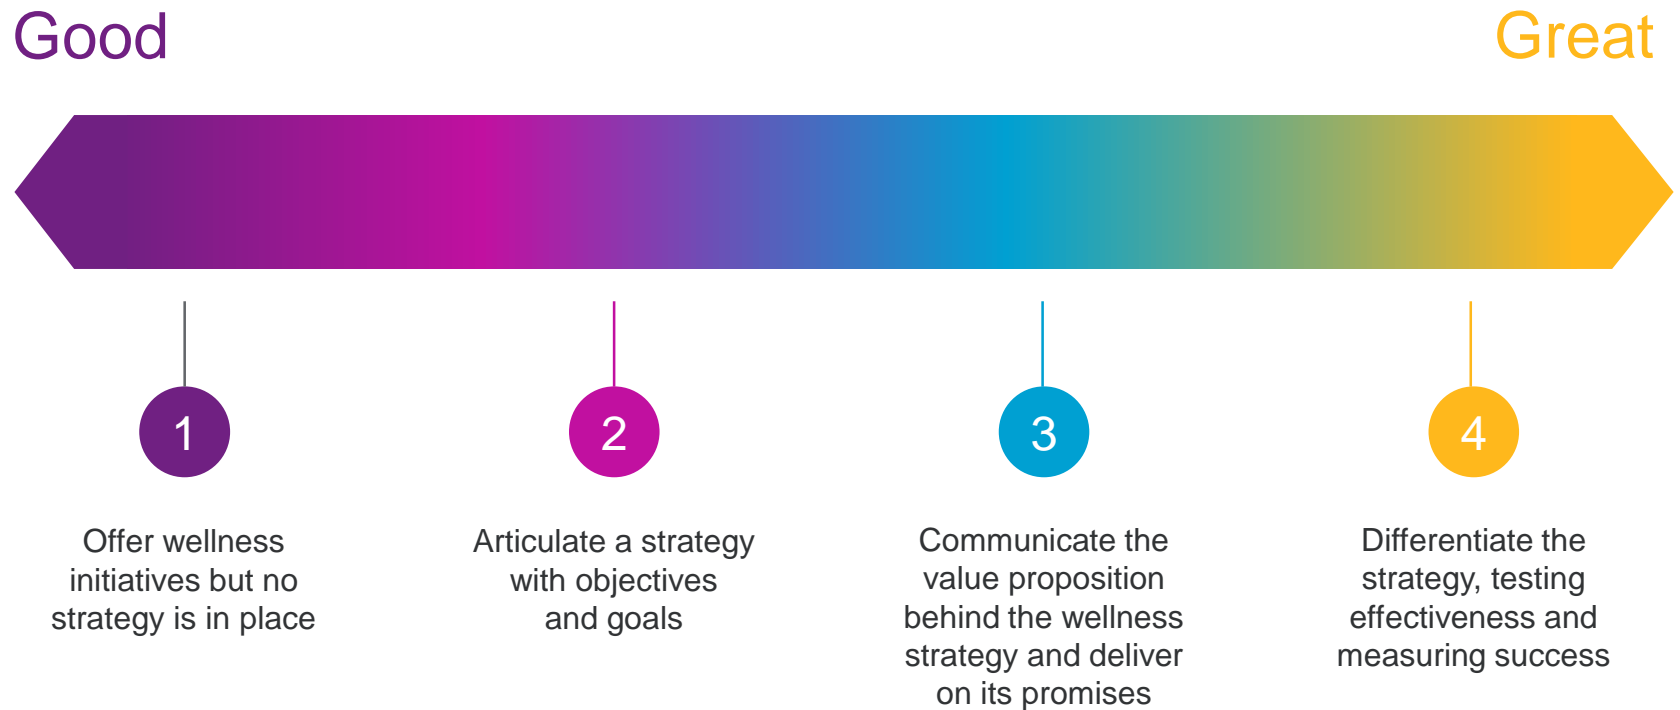 Good
Great
1
Offer wellness
initiatives but no
strategy is in place
2
Articulate a strategy
with objectives
and goals
3
Communicate the
value proposition
behind the wellness
strategy and deliver
on its promises
4
Differentiate the
strategy, testing
effectiveness and
measuring success